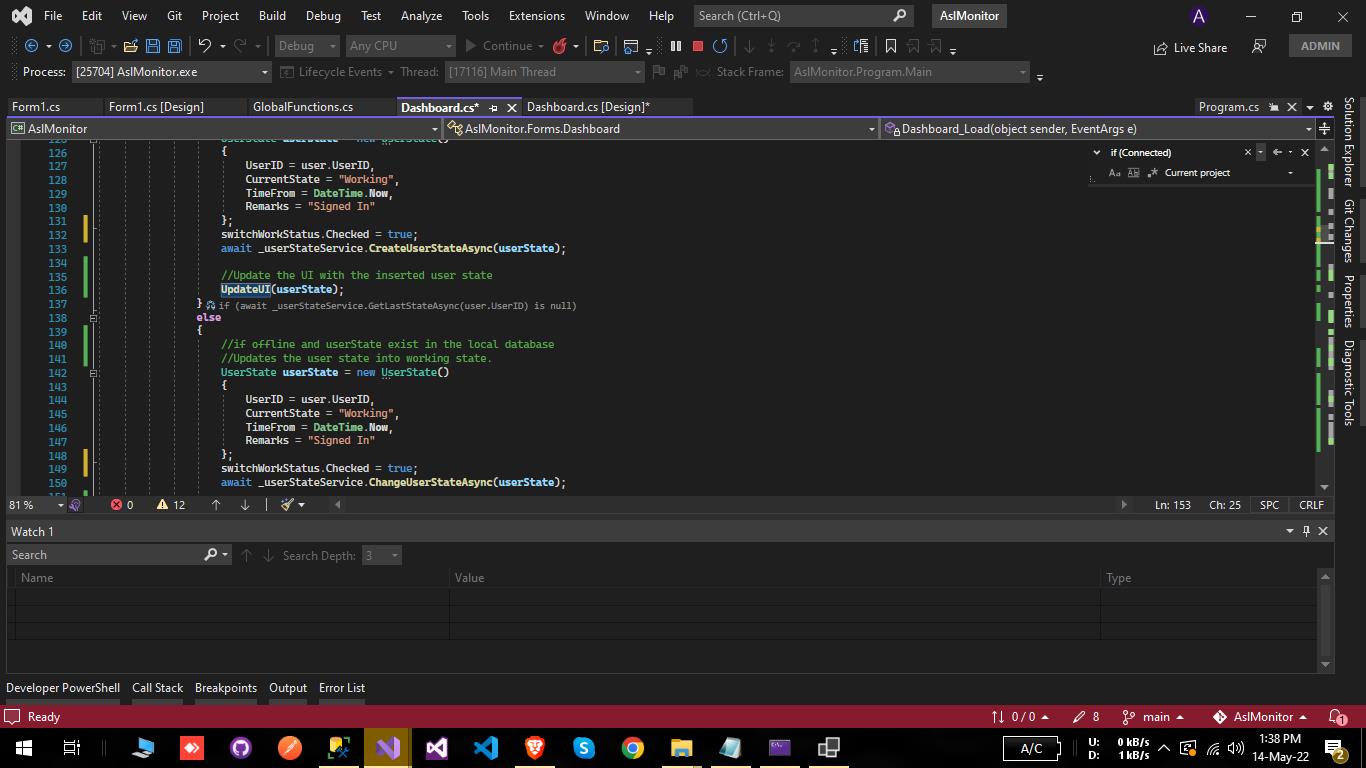 File Edit View Git Project Build Debug Test Analyze Tools Extensions Window Help Search (Ctrl+Q) AslMonitor A
Debug Any CPU Continue Live Share ADMIN
Process: [25704] AslMonitor.exe Lifecycle Events Thread: [17116] Main Thread Stack Frame: AslMonitor.Program.Main
Form1.cs Form1.cs [Design] GlobalFunctions.cs Dashboard.cs* Dashboard.cs [Design]* Program.cs
AslMonitor AslMonitor.Forms.Dashboard Dashboard_Load(object sender, EventArgs e)
if (Connected)
Aa Ab Current project
125 UserState userState = new UserState()
126 {
127 UserID = user.UserID,
128 CurrentState = "Working",
129 TimeFrom = DateTime.Now,
130 Remarks = "Signed In"
131 };
132 switchWorkStatus.Checked = true;
133 await _userStateService.CreateUserStateAsync(userState);
134
135 //Update the UI with the inserted user state
136 UpdateUI(userState);
137 } if (await _userStateService.GetLastStateAsync(user.UserID) is null)
138 else
139 {
140 //if offline and userState exist in the local database
141 //Updates the user state into working state.
142 UserState userState = new UserState()
143 {
144 UserID = user.UserID,
145 CurrentState = "Working",
146 TimeFrom = DateTime.Now,
147 Remarks = "Signed In"
148 };
149 switchWorkStatus.Checked = true;
150 await _userStateService.ChangeUserStateAsync(userState);
151
81 % 0 12 Ln: 153 Ch: 25 SPC CRLF
Solution Explorer
Git Changes
Properties
Diagnostic Tools
Watch 1
Search Search Depth: 3
Name Value Type
Developer PowerShell Call Stack Breakpoints Output Error List
Ready 0 / 0 8 main AslMonitor 1
A/C U: 0 kB/s 1:38 PM
D: 1 kB/s 14-May-22 2